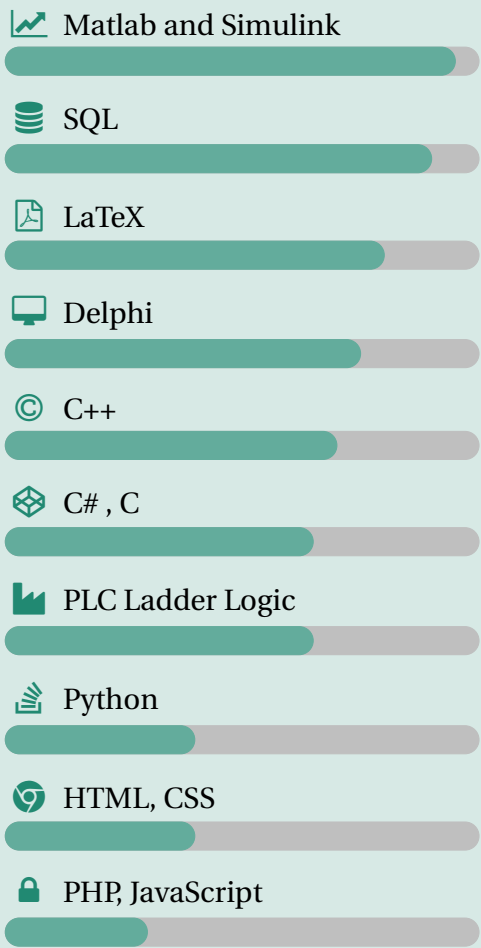 Matlab and Simulink
SQL
LaTeX
Delphi
C++
C# , C
PLC Ladder Logic
Python
HTML, CSS
PHP, JavaScript